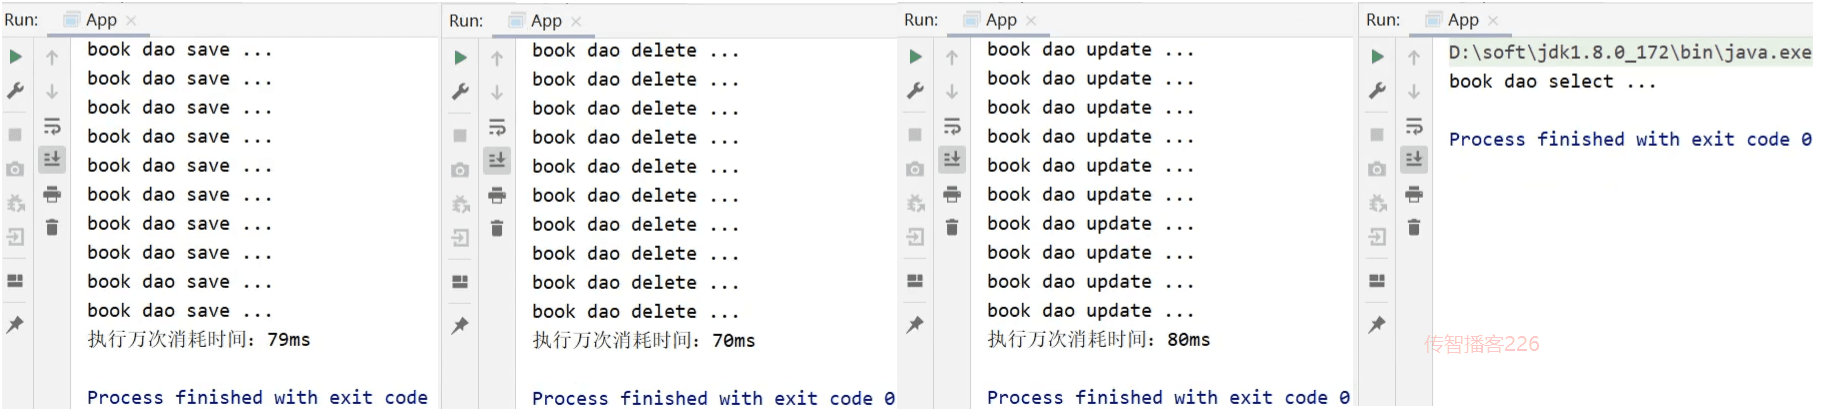 Run: App
book dao save ...
book dao save ...
book dao save ...
book dao save ...
book dao save ...
book dao save ...
book dao save ...
book dao save ...
book dao save ...
book dao save ...
执行万次消耗时间：79ms
Process finished with exit code
Run: App
book dao delete ...
book dao delete ...
book dao delete ...
book dao delete ...
book dao delete ...
book dao delete ...
book dao delete ...
book dao delete ...
book dao delete ...
book dao delete ...
执行万次消耗时间：70ms
Process finished with exit code 0
Run: App
book dao update ...
book dao update ...
book dao update ...
book dao update ...
book dao update ...
book dao update ...
book dao update ...
book dao update ...
book dao update ...
book dao update ...
执行万次消耗时间：80ms
Process finished with exit code 0
Run: App
D:\soft\jdk1.8.0_172\bin\java.exe
book dao select ...
Process finished with exit code 0
传智播客226